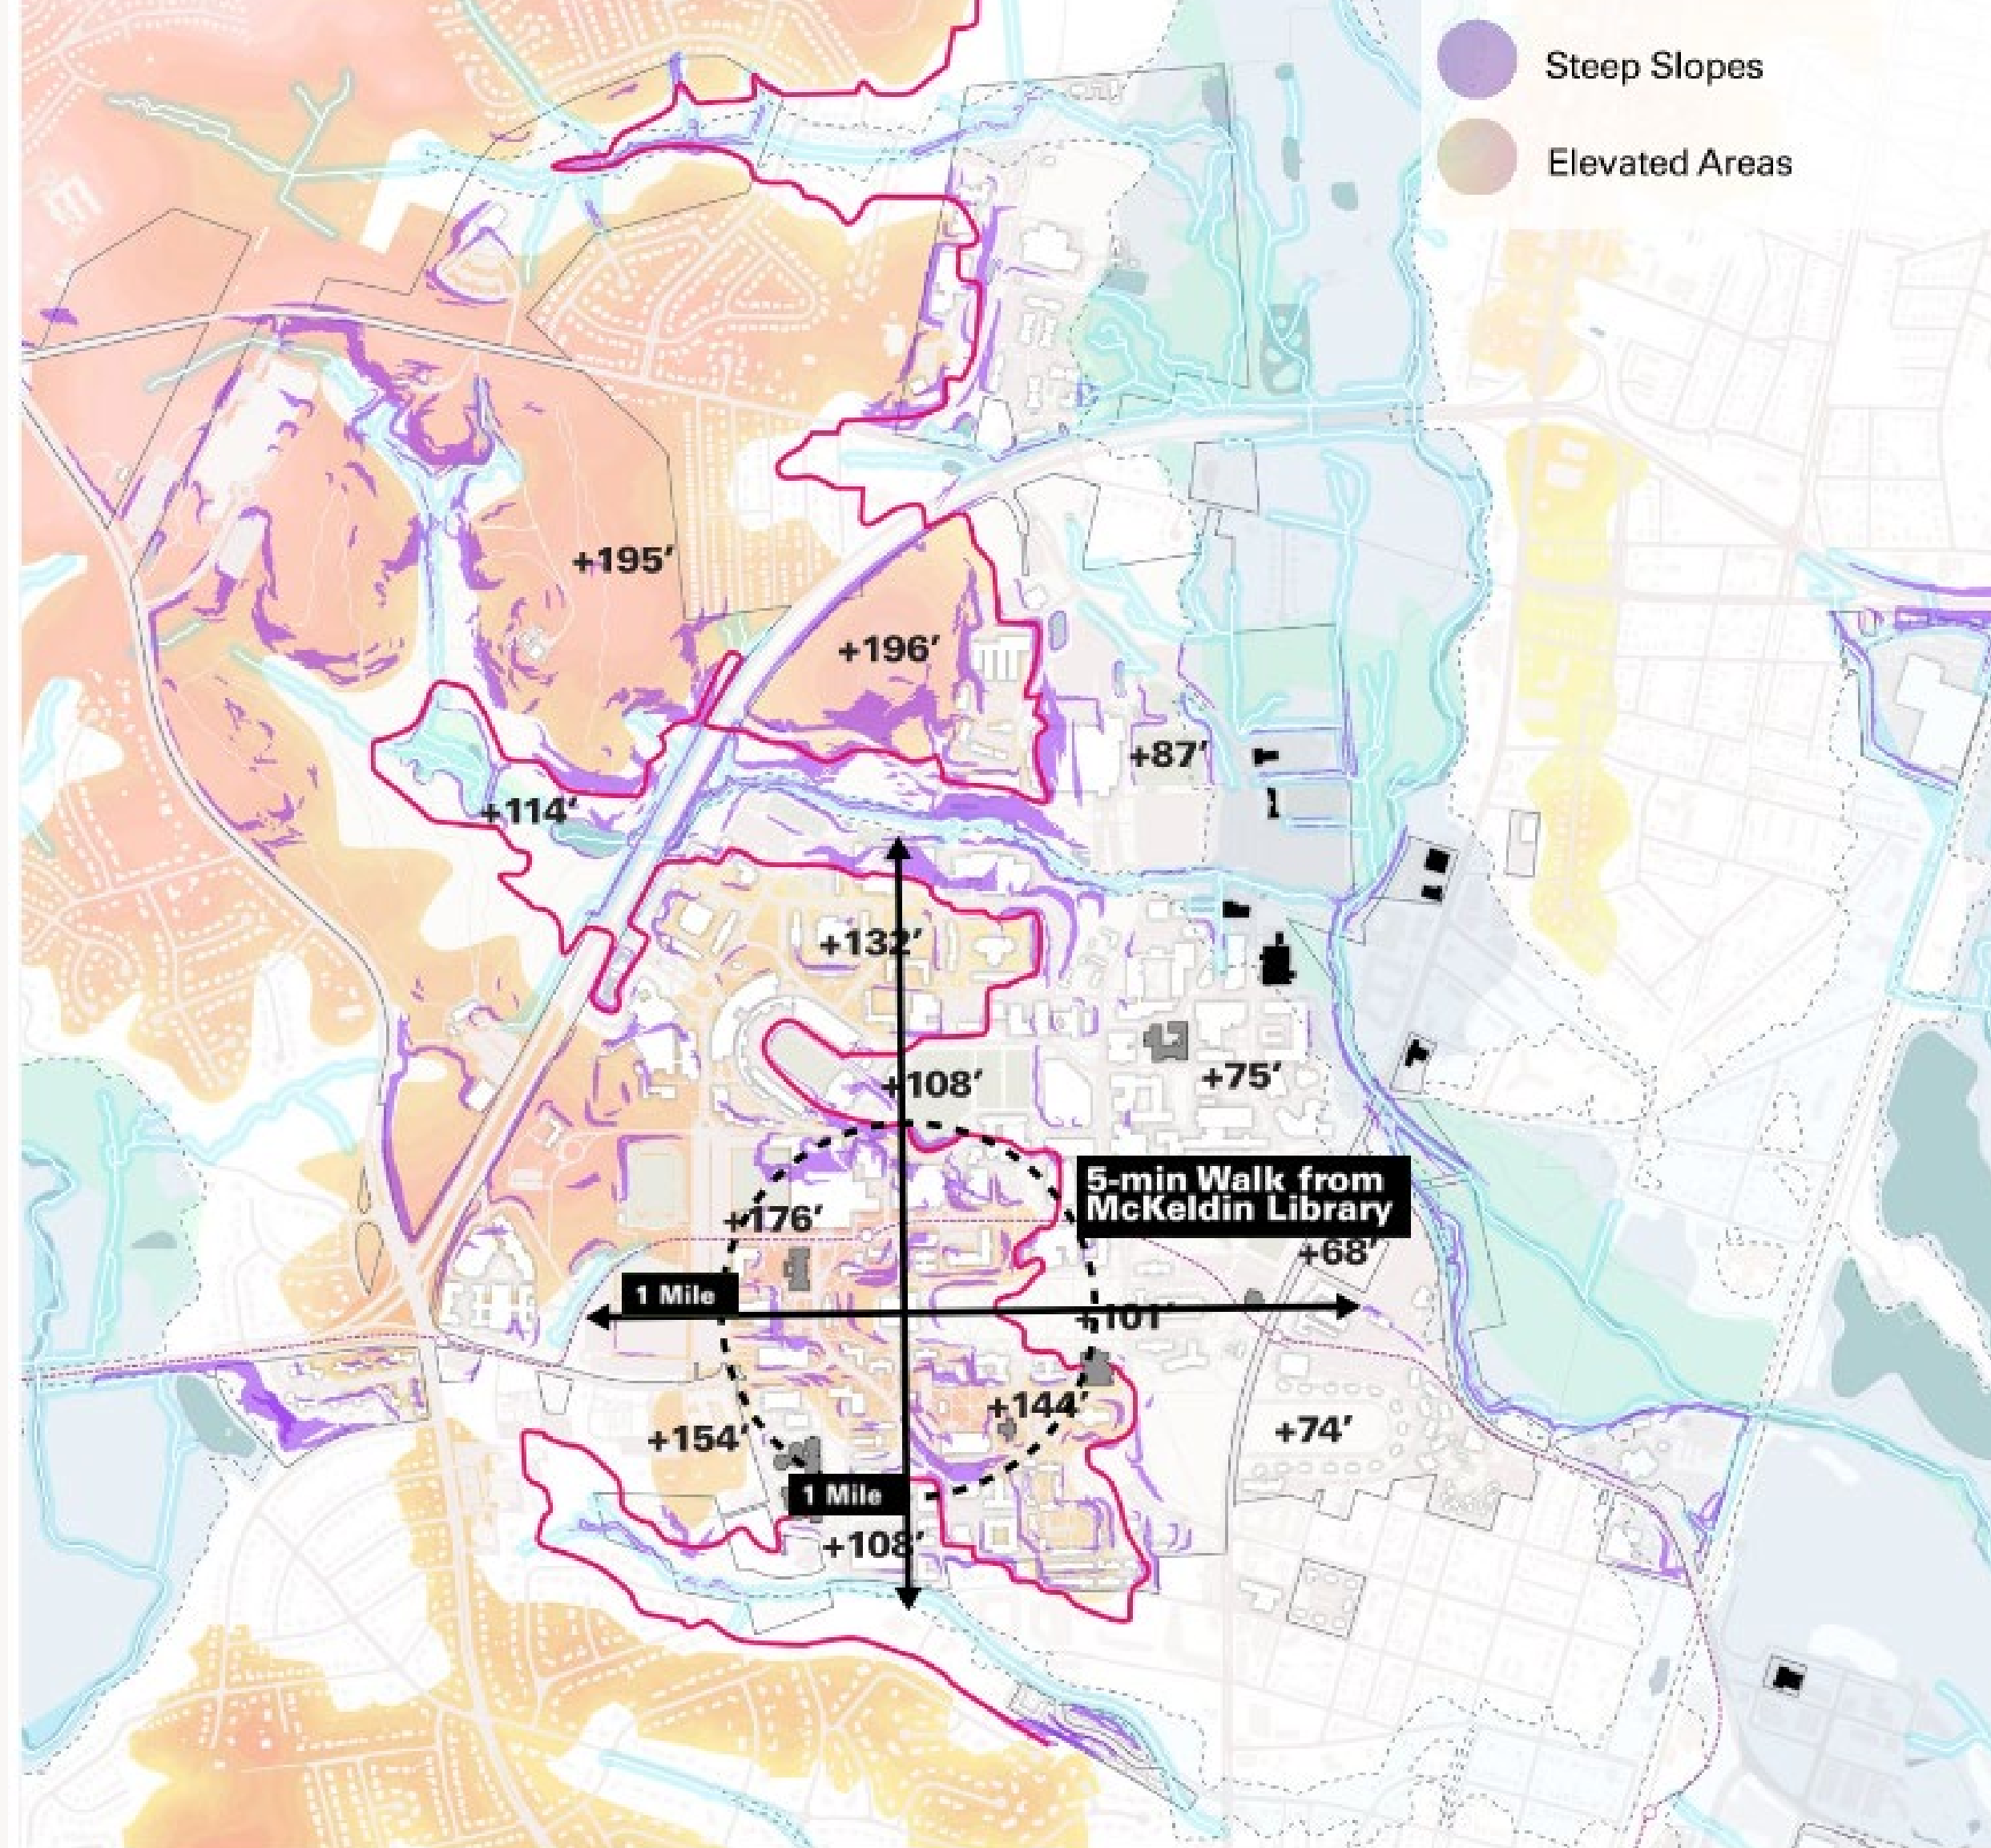 Steep Slopes
Elevated Areas
+195′
+196′
+87′
+114′
+132′
+108′
+75′
5-min Walk from
McKeldin Library
+176′
+68′
1 Mile
+101′
+144′
+154′
+74′
1 Mile
+108′